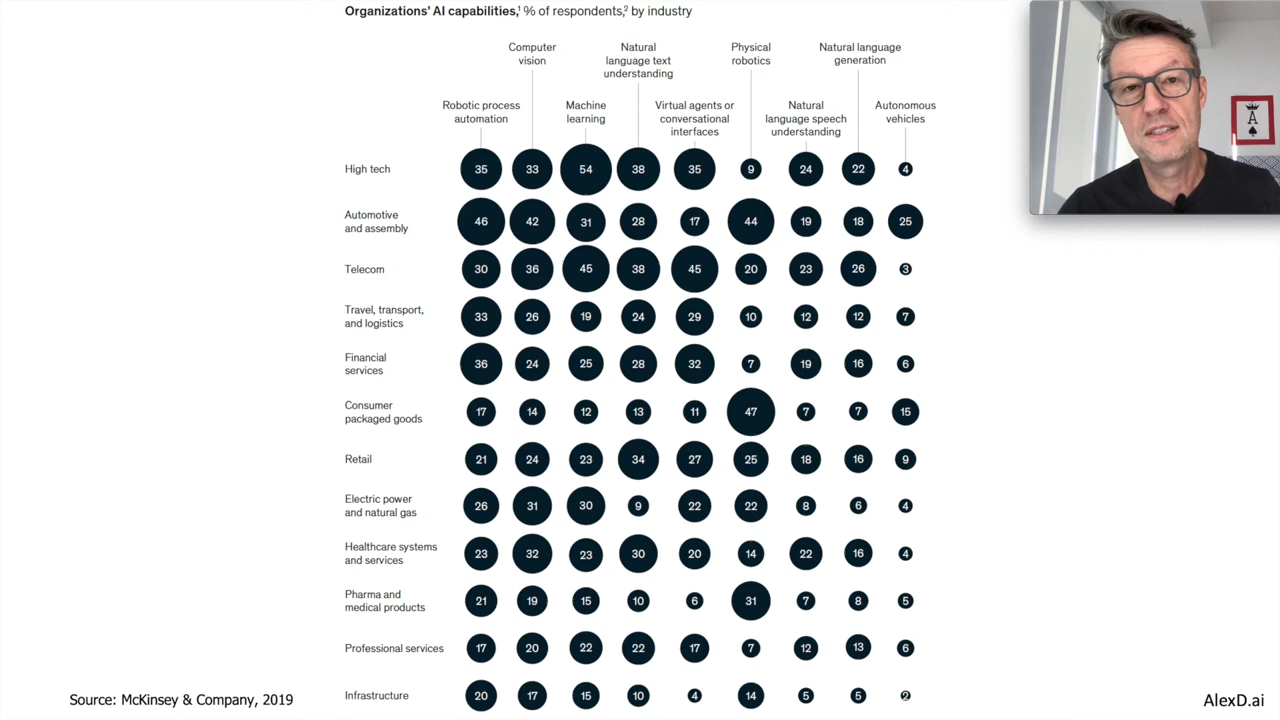 Organizations' AI capabilities,¹ % of respondents,² by industry
Computer
vision
Natural
language text
understanding
Physical
robotics
Natural language
generation
Robotic process
automation
Machine
learning
Virtual agents or
conversational
interfaces
Natural
language speech
understanding
Autonomous
vehicles
High tech 35 33 54 38 35 9 24 22 4
Automotive
and assembly 46 42 31 28 17 44 19 18 25
Telecom 30 36 45 38 45 20 23 26 3
Travel, transport,
and logistics 33 26 19 24 29 10 12 12 7
Financial
services 36 24 25 28 32 7 19 16 6
Consumer
packaged goods 17 14 12 13 11 47 7 7 15
Retail 21 24 23 34 27 25 18 16 9
Electric power
and natural gas 26 31 30 9 22 22 8 6 4
Healthcare systems
and services 23 32 23 30 20 14 22 16 4
Pharma and
medical products 21 19 15 10 6 31 7 8 5
Professional services 17 20 22 22 17 7 12 13 6
Infrastructure 20 17 15 10 4 14 5 5 2
Source: McKinsey & Company, 2019
AlexD.ai
A